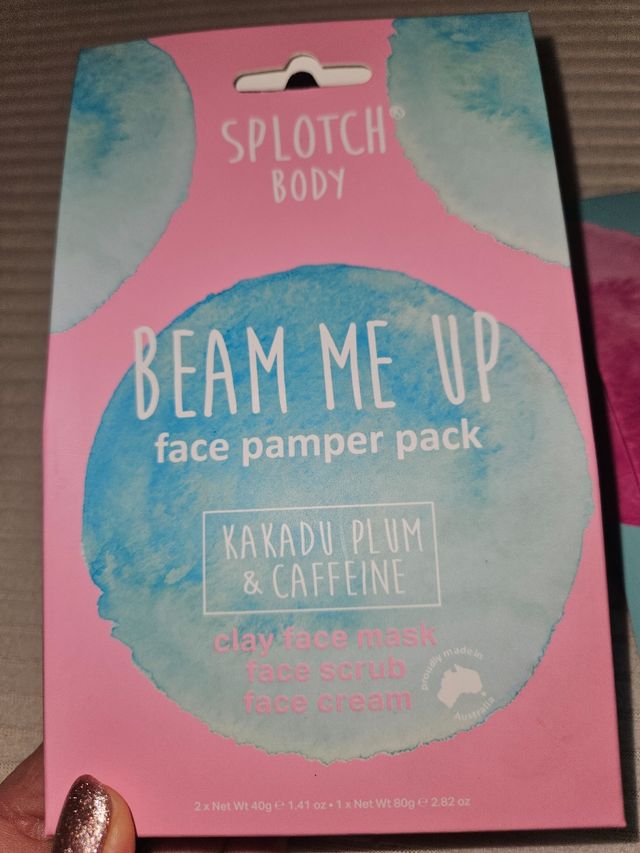 SPLOTCH®
BODY
BEAM ME UP
face pamper pack
KAKADU PLUM
& CAFFEINE
clay face mask
face scrub
face cream
proudly made in
Australia
2 x Net Wt 40g ℮ 1.41 oz • 1 x Net Wt 80g ℮ 2.82 oz